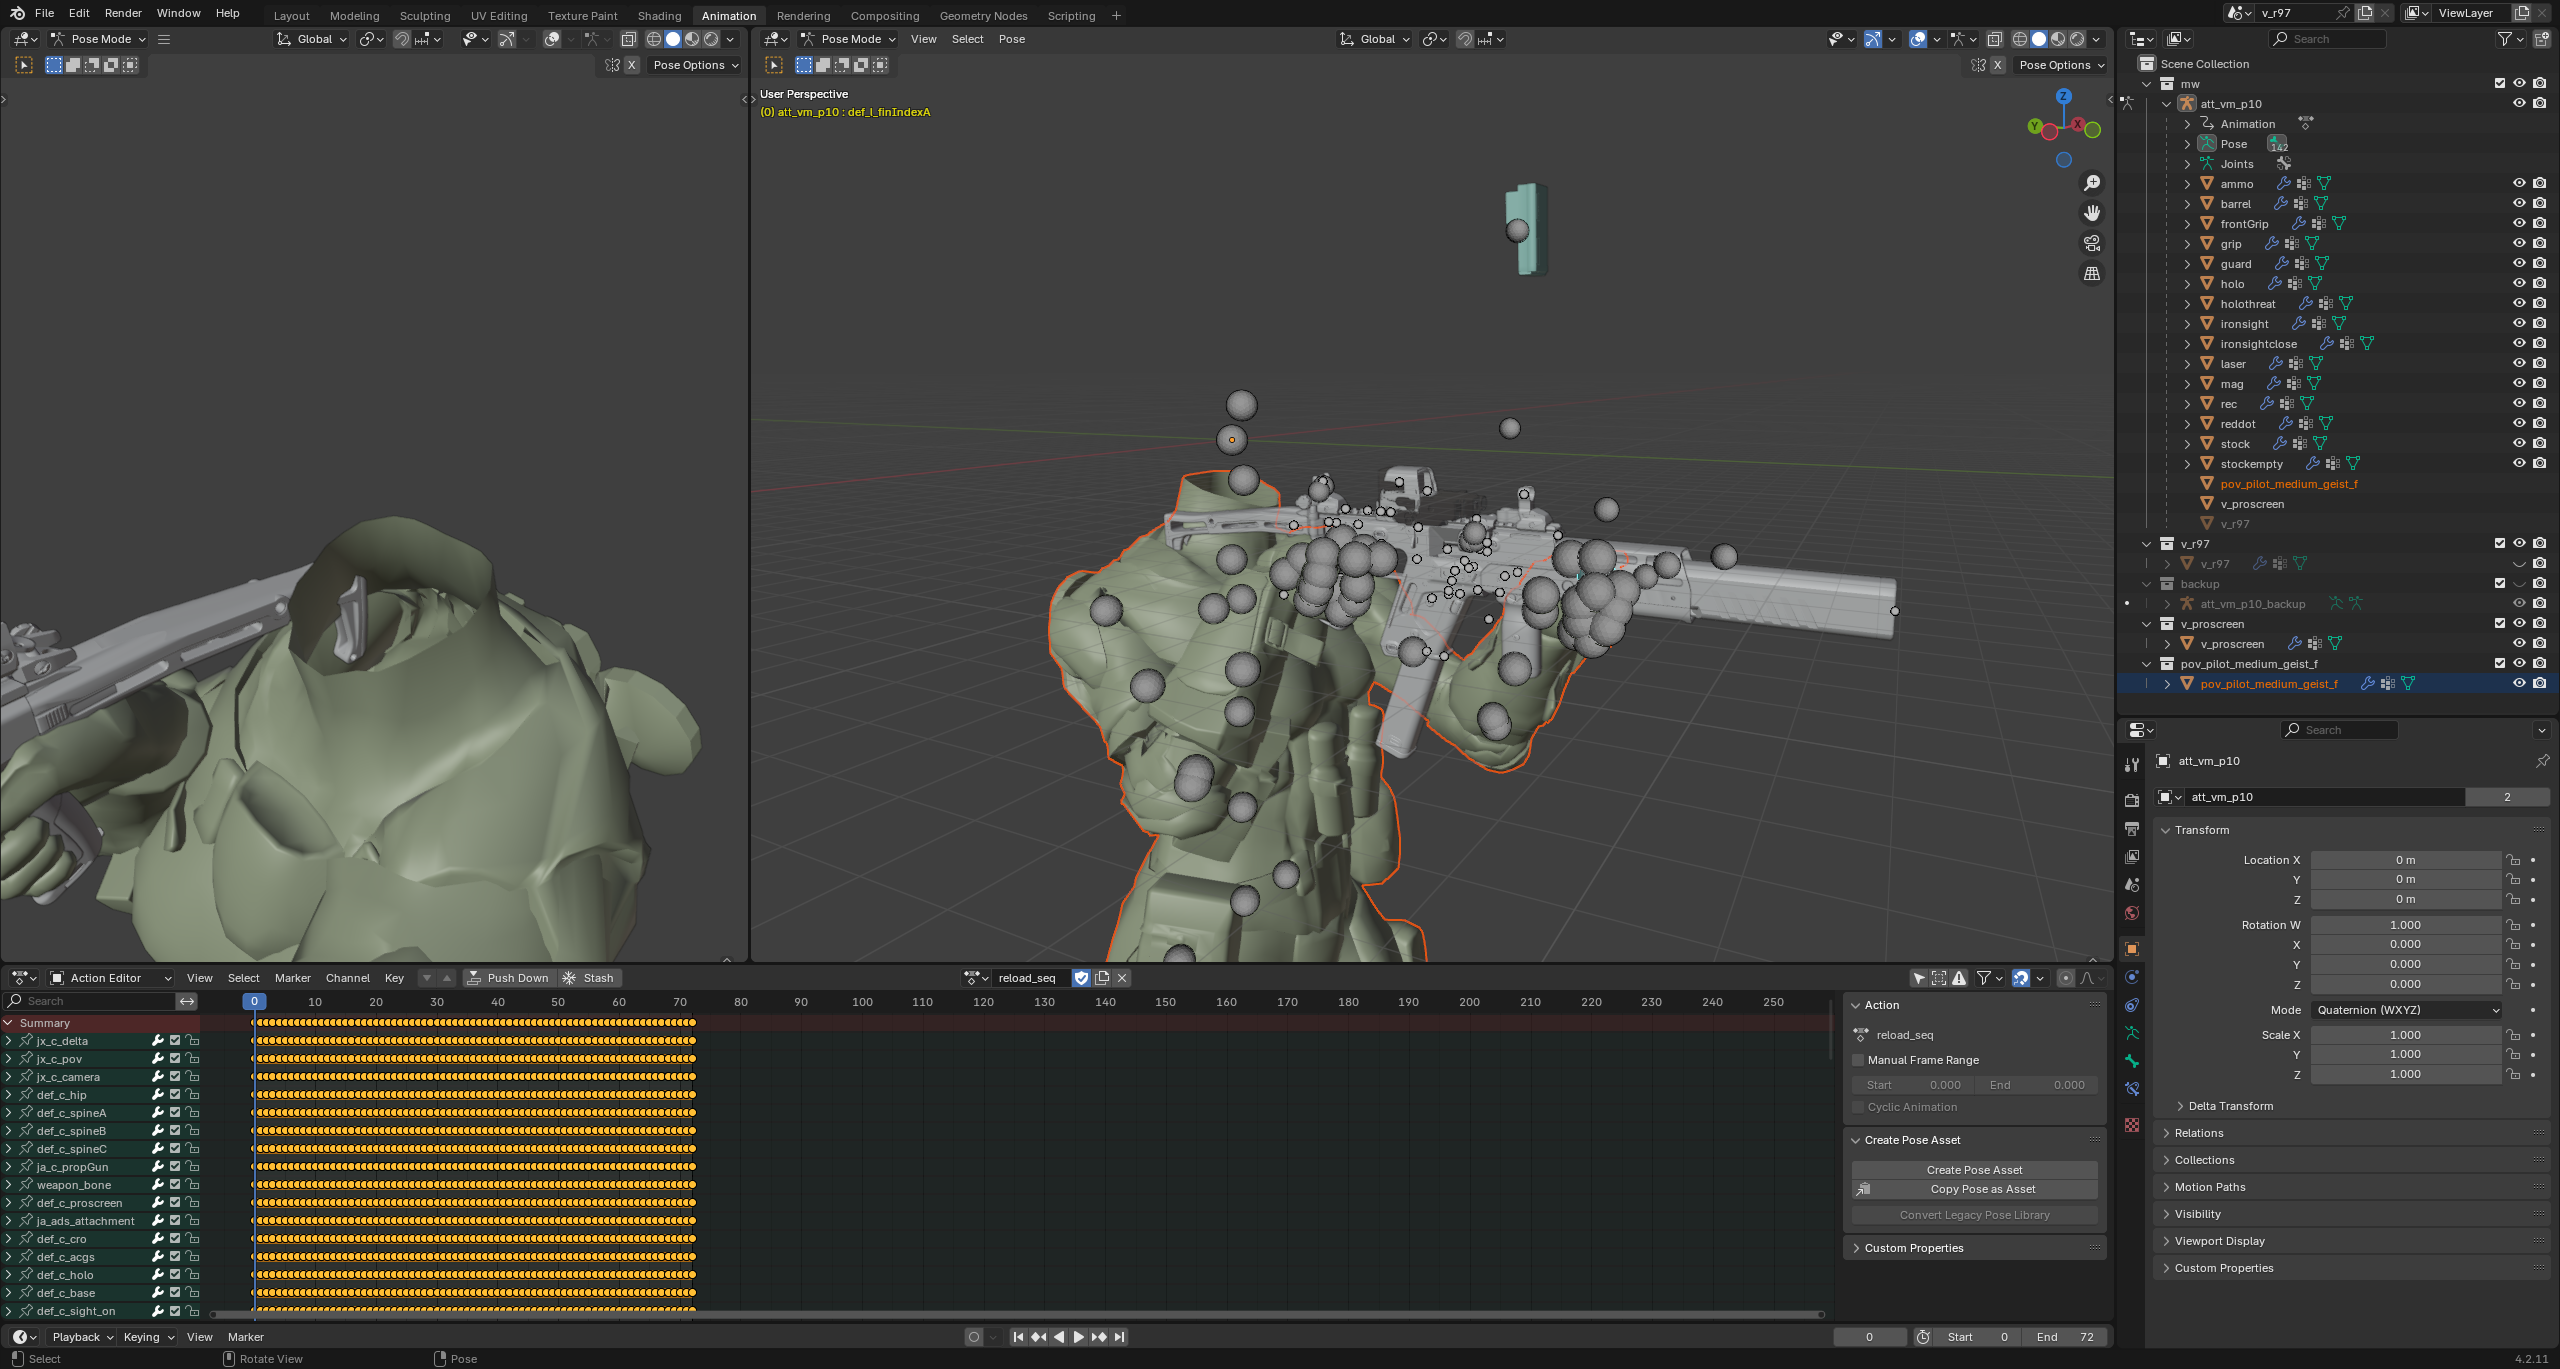 File Edit Render Window Help
Layout Modeling Sculpting UV Editing Texture Paint Shading Animation Rendering Compositing Geometry Nodes Scripting
v_r97 ViewLayer
Pose Mode Global
Pose Mode View Select Pose Global
X Pose Options
X Pose Options
Search
User Perspective
(0) att_vm_p10 : def_l_finIndexA
Z
Y
X
Scene Collection
mw
att_vm_p10
Animation
Pose 142
Joints
ammo
barrel
frontGrip
grip
guard
holo
holothreat
ironsight
ironsightclose
laser
mag
rec
reddot
stock
stockempty
pov_pilot_medium_geist_f
v_proscreen
v_r97
v_r97
v_r97
backup
att_vm_p10_backup
v_proscreen
v_proscreen
pov_pilot_medium_geist_f
pov_pilot_medium_geist_f
Search
att_vm_p10
att_vm_p10 2
Transform
Location X 0 m
Y 0 m
Z 0 m
Rotation W 1.000
X 0.000
Y 0.000
Z 0.000
Mode Quaternion (WXYZ)
Scale X 1.000
Y 1.000
Z 1.000
Delta Transform
Relations
Collections
Motion Paths
Visibility
Viewport Display
Custom Properties
Action Editor View Select Marker Channel Key Push Down Stash reload_seq
Search
0 10 20 30 40 50 60 70 80 90 100 110 120 130 140 150 160 170 180 190 200 210 220 230 240 250
Summary
jx_c_delta
jx_c_pov
jx_c_camera
def_c_hip
def_c_spineA
def_c_spineB
def_c_spineC
ja_c_propGun
weapon_bone
def_c_proscreen
ja_ads_attachment
def_c_cro
def_c_acgs
def_c_holo
def_c_base
def_c_sight_on
Action
reload_seq
Manual Frame Range
Start 0.000 End 0.000
Cyclic Animation
Create Pose Asset
Create Pose Asset
Copy Pose as Asset
Convert Legacy Pose Library
Custom Properties
Playback Keying View Marker
0 Start 0 End 72
Select Rotate View Pose
4.2.11